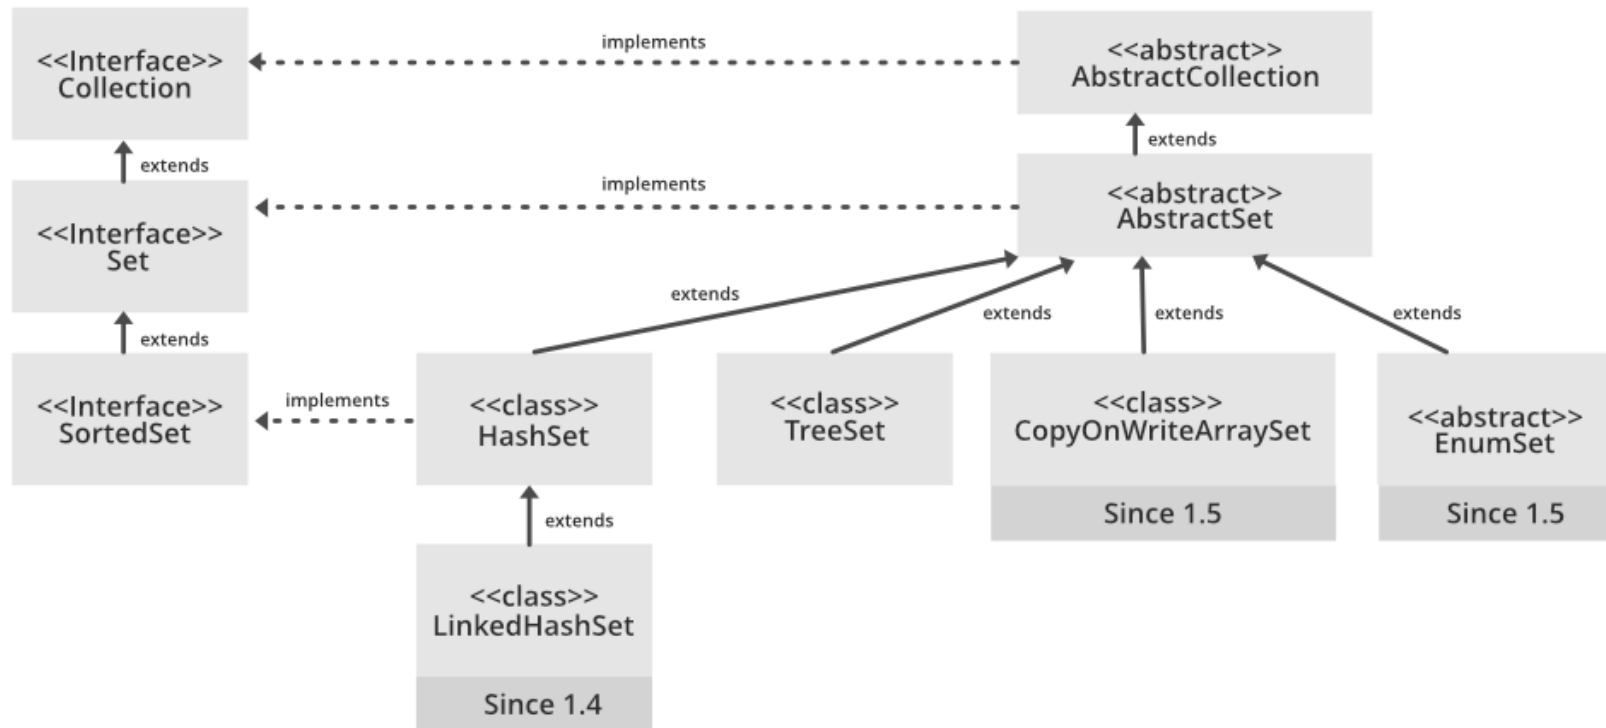 <<Interface>>
Collection
implements
<<abstract>>
AbstractCollection
extends
extends
<<Interface>>
Set
implements
<<abstract>>
AbstractSet
extends
extends
extends
extends
extends
<<Interface>>
SortedSet
implements
<<class>>
HashSet
<<class>>
TreeSet
<<class>>
CopyOnWriteArraySet
Since 1.5
<<abstract>>
EnumSet
Since 1.5
extends
<<class>>
LinkedHashSet
Since 1.4